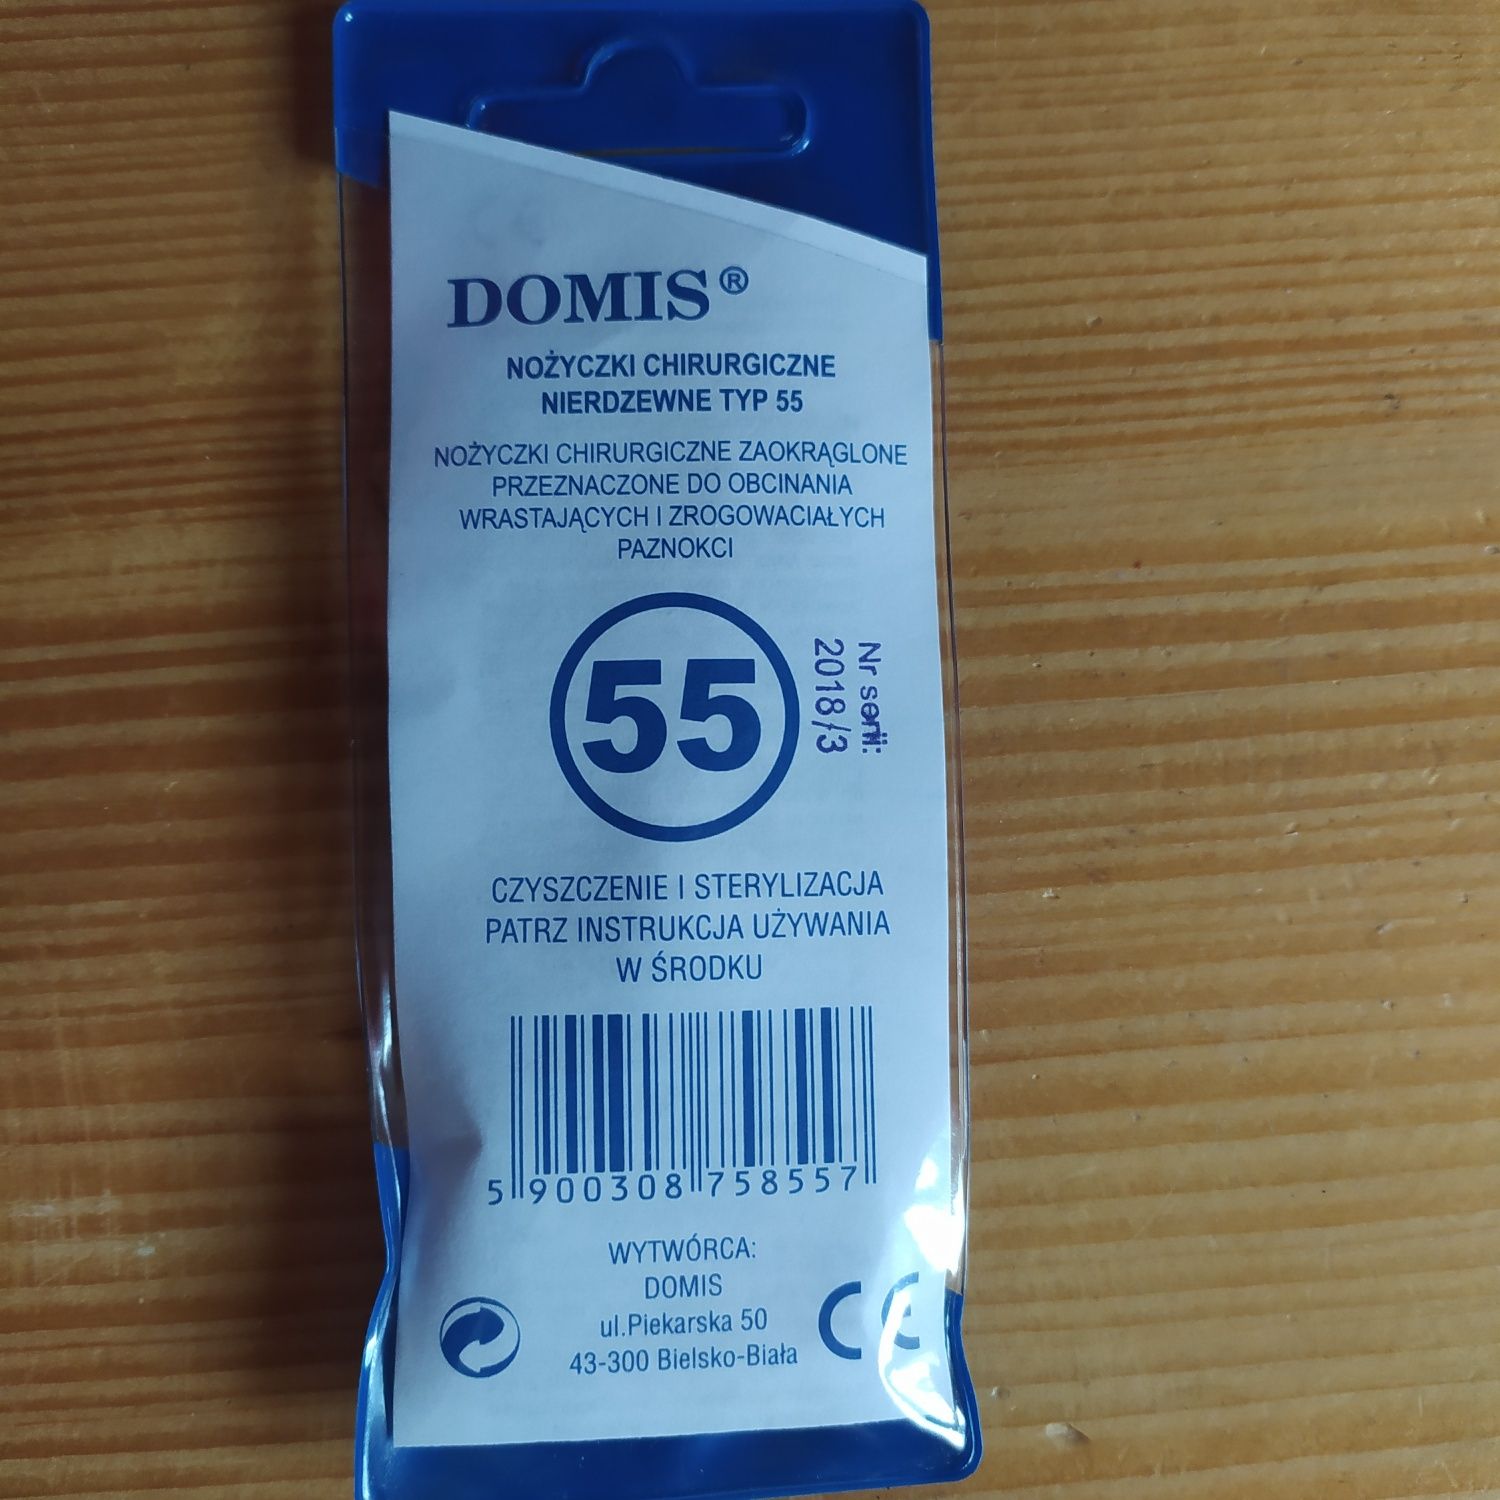 DOMIS®
NOŻYCZKI CHIRURGICZNE
NIERDZEWNE TYP 55
NOŻYCZKI CHIRURGICZNE ZAOKRĄGLONE
PRZEZNACZONE DO OBCINANIA
WRASTAJĄCYCH I ZROGOWACIAŁYCH
PAZNOKCI
55
Nr serii:
2018/3
CZYSZCZENIE I STERYLIZACJA
PATRZ INSTRUKCJA UŻYWANIA
W ŚRODKU
5 900308 758557
WYTWÓRCA:
DOMIS
ul.Piekarska 50
43-300 Bielsko-Biała
CE